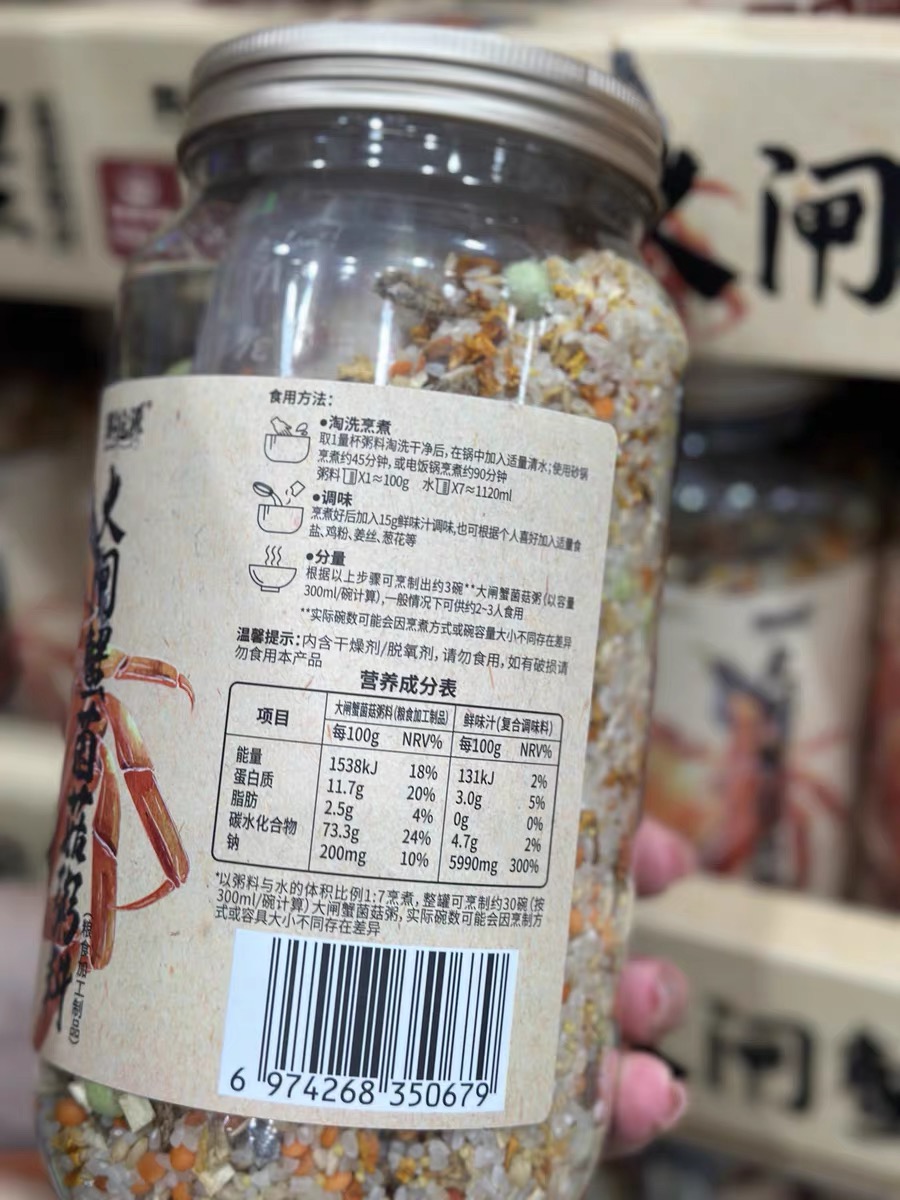 闸
大闸蟹菌菇粥料
(粮食加工制品)
食用方法：
●淘洗烹煮
取1量杯粥料淘洗干净后，在锅中加入适量清水；使用砂锅
烹煮约45分钟，或电饭锅烹煮约90分钟
粥料 X1≈100g 水 X7≈1120ml
●调味
烹煮好后加入15g鲜味汁调味，也可根据个人喜好加入适量食
盐、鸡粉、姜丝、葱花等
●分量
根据以上步骤可烹制出约3碗**大闸蟹菌菇粥(以容量
300ml/碗计算)，一般情况下可供约2~3人食用
**实际碗数可能会因烹煮方式或碗容量大小不同存在差异
温馨提示：内含干燥剂/脱氧剂，请勿食用，如有破损请
勿食用本产品
营养成分表
项目 大闸蟹菌菇粥料(粮食加工制品) 鲜味汁(复合调味料)
每100g NRV% 每100g NRV%
能量 1538kJ 18% 131kJ 2%
蛋白质 11.7g 20% 3.0g 5%
脂肪 2.5g 4% 0g 0%
碳水化合物 73.3g 24% 4.7g 2%
钠 200mg 10% 5990mg 300%
*以粥料与水的体积比例1:7烹煮，整罐可烹制约30碗(按
300ml/碗计算)大闸蟹菌菇粥，实际碗数可能会因烹制方
式或容具大小不同存在差异
6 974268 350679
闸